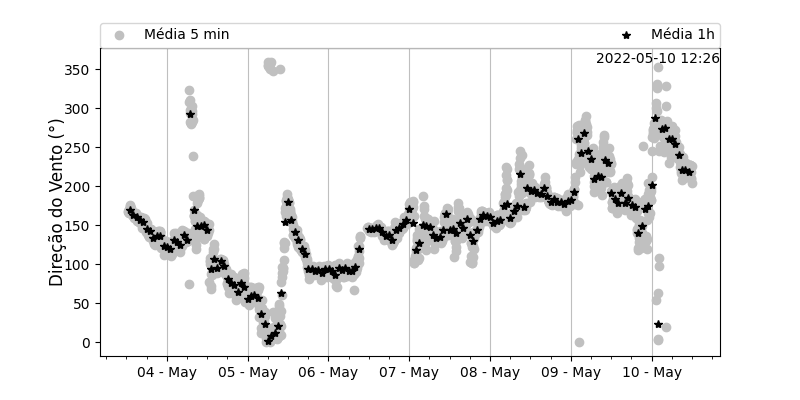 Média 5 min
Média 1h
2022-05-10 12:26
Direção do Vento (°)
350
300
250
200
150
100
50
0
04 - May
05 - May
06 - May
07 - May
08 - May
09 - May
10 - May